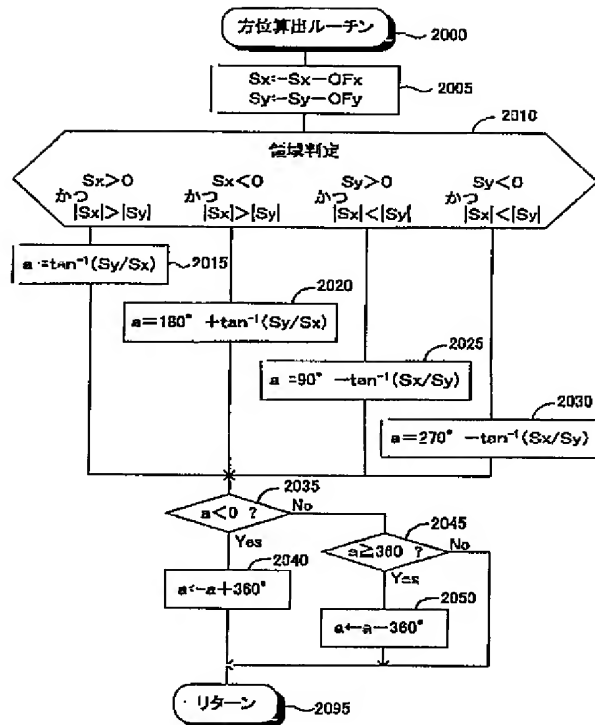 方位算出ルーチン
2000
Sx←Sx－OFx
Sy←Sy－OFy
2005
2010
領域判定
Sx＞0
かつ
|Sx|＞|Sy|
Sx＜0
かつ
|Sx|＞|Sy|
Sy＞0
かつ
|Sx|＜|Sy|
Sy＜0
かつ
|Sx|＜|Sy|
a＝tan⁻¹(Sy/Sx)
2015
2020
a＝180°＋tan⁻¹(Sy/Sx)
2025
a＝90°－tan⁻¹(Sx/Sy)
2030
a＝270°－tan⁻¹(Sx/Sy)
2035
a＜0 ?
No
Yes
2045
a≧360 ?
No
Yes
2040
a←a＋360°
2050
a←a－360°
リターン
2095